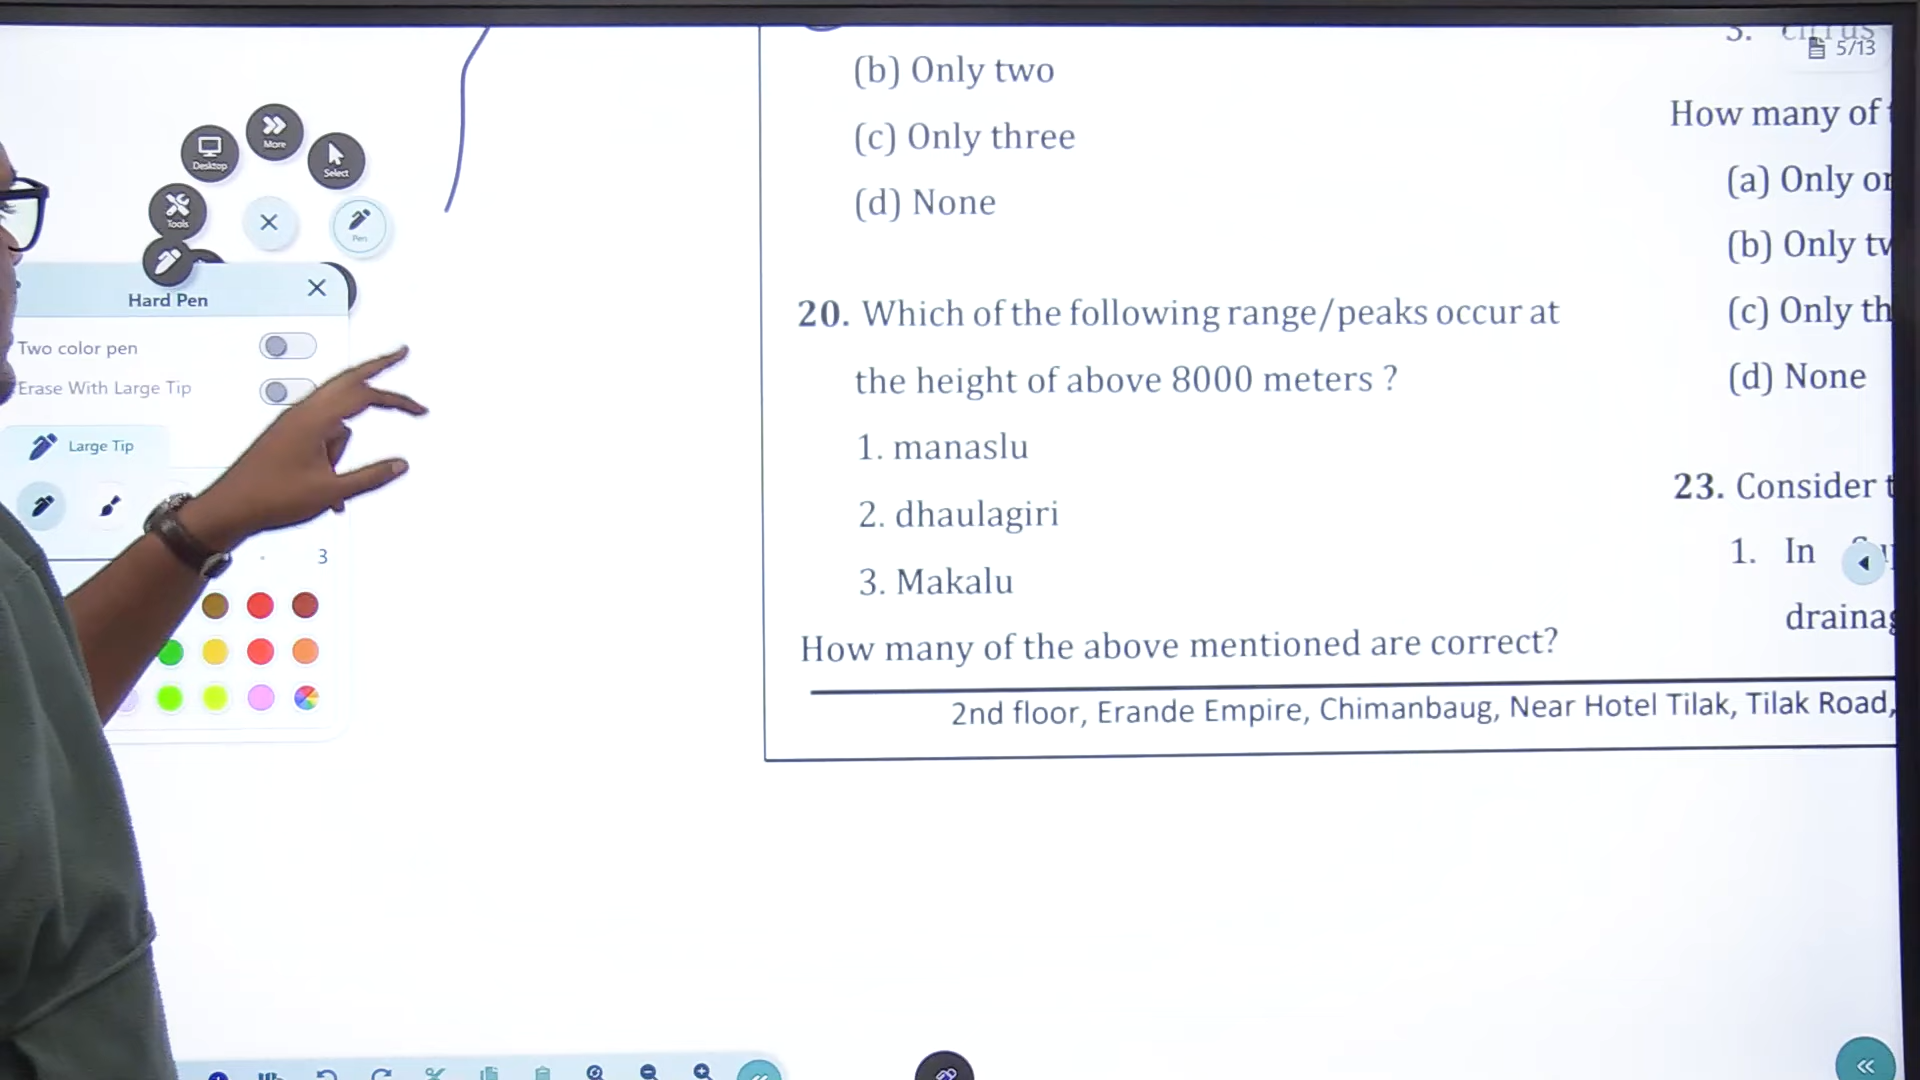 More
Desktop
Select
Tools
Pen
Hard Pen
Two color pen
Erase With Large Tip
Large Tip
3
(b) Only two
(c) Only three
(d) None
20. Which of the following range/peaks occur at
the height of above 8000 meters ?
1. manaslu
2. dhaulagiri
3. Makalu
How many of the above mentioned are correct?
2nd floor, Erande Empire, Chimanbaug, Near Hotel Tilak, Tilak Road,
3. cirrus
5/13
How many of
(a) Only
(b) Only
(c) Only
(d) None
23. Consider
1. In